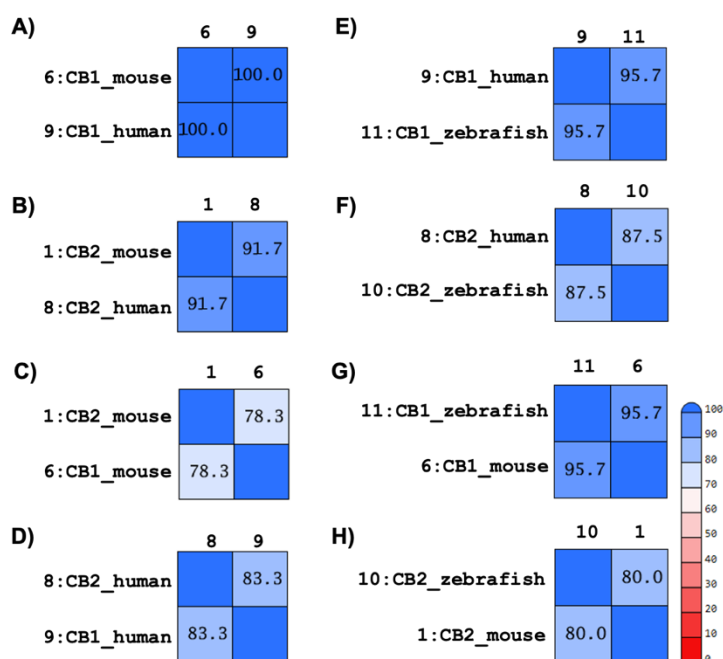 A)
6 9
6:CB1_mouse 100.0
9:CB1_human 100.0
B)
1 8
1:CB2_mouse 91.7
8:CB2_human 91.7
C)
1 6
1:CB2_mouse 78.3
6:CB1_mouse 78.3
D)
8 9
8:CB2_human 83.3
9:CB1_human 83.3
E)
9 11
9:CB1_human 95.7
11:CB1_zebrafish 95.7
F)
8 10
8:CB2_human 87.5
10:CB2_zebrafish 87.5
G)
11 6
11:CB1_zebrafish 95.7
6:CB1_mouse 95.7
H)
10 1
10:CB2_zebrafish 80.0
1:CB2_mouse 80.0
100
90
80
70
60
50
40
30
20
10
0